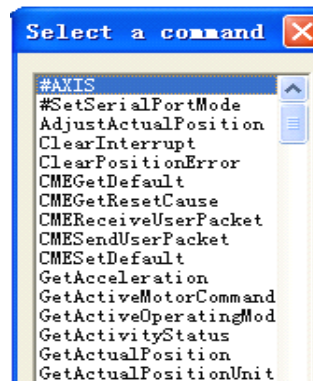 Select a command
#AXIS
#SetSerialPortMode
AdjustActualPosition
ClearInterrupt
ClearPositionError
CMEGetDefault
CMEGetResetCause
CMEReceiveUserPacket
CMESendUserPacket
CMESetDefault
GetAcceleration
GetActiveMotorCommand
GetActiveOperatingMod
GetActivityStatus
GetActualPosition
GetActualPositionUnit